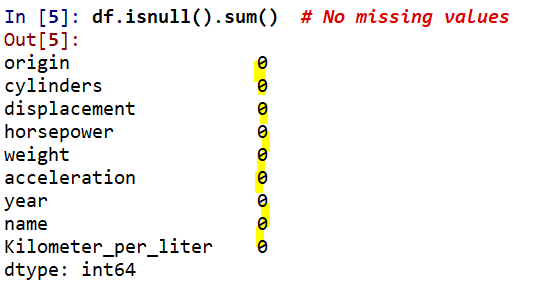 In [5]: df.isnull().sum()  # No missing values
Out[5]:
origin              0
cylinders           0
displacement        0
horsepower          0
weight              0
acceleration        0
year                0
name                0
Kilometer_per_liter    0
dtype: int64